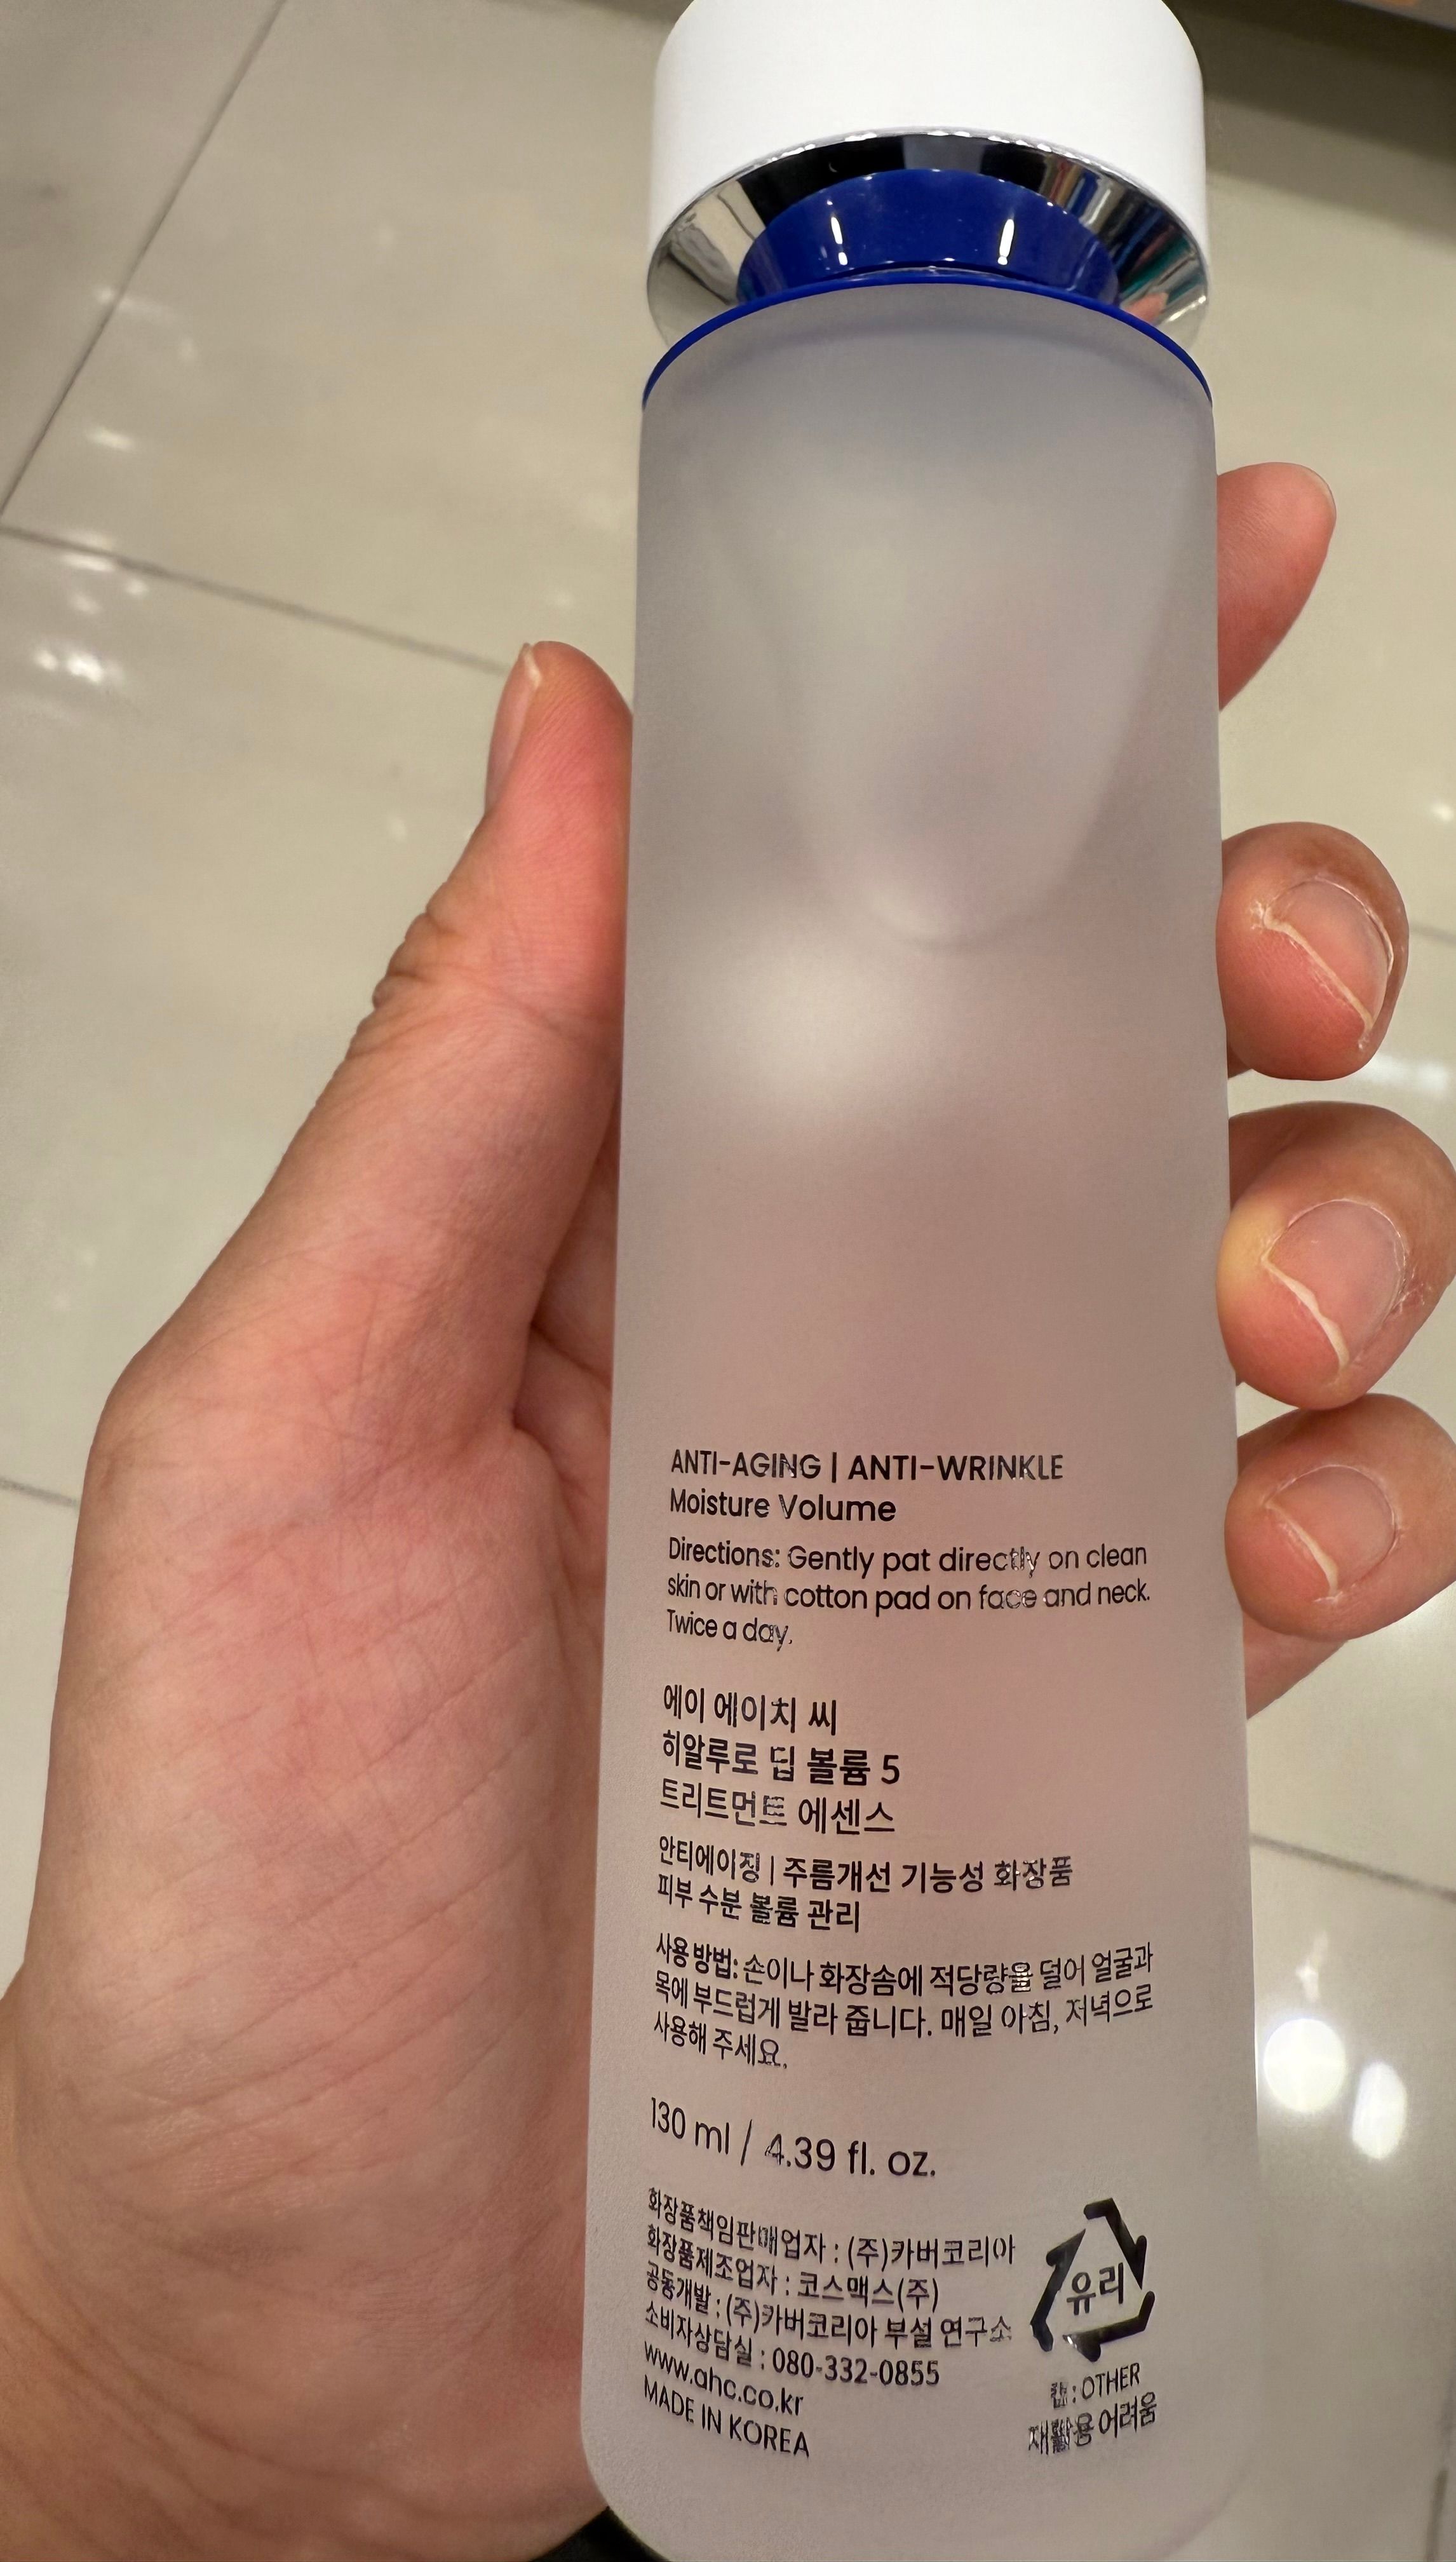 ANTI-AGING | ANTI-WRINKLE
Moisture Volume
Directions: Gently pat directly on clean
skin or with cotton pad on face and neck.
Twice a day.
에이 에이치 씨
히알루로 딥 볼륨 5
트리트먼트 에센스
안티에이징 | 주름개선 기능성 화장품
피부 수분 볼륨 관리
사용 방법: 손이나 화장솜에 적당량을 덜어 얼굴과
목에 부드럽게 발라 줍니다. 매일 아침, 저녁으로
사용해 주세요.
130 ml / 4.39 fl. oz.
화장품책임판매업자 : (주)카버코리아
화장품제조업자 : 코스맥스(주)
공동개발 : (주)카버코리아 부설 연구소
소비자상담실 : 080-332-0855
www.ahc.co.kr
MADE IN KOREA
유리
캡 : OTHER
재활용 어려움